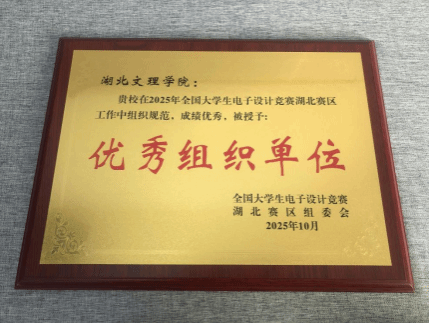 湖北文理学院：
贵校在2025年全国大学生电子设计竞赛湖北赛区
工作中组织规范，成绩优秀，被授予：
优秀组织单位
全国大学生电子设计竞赛
湖北赛区组委会
2025年10月